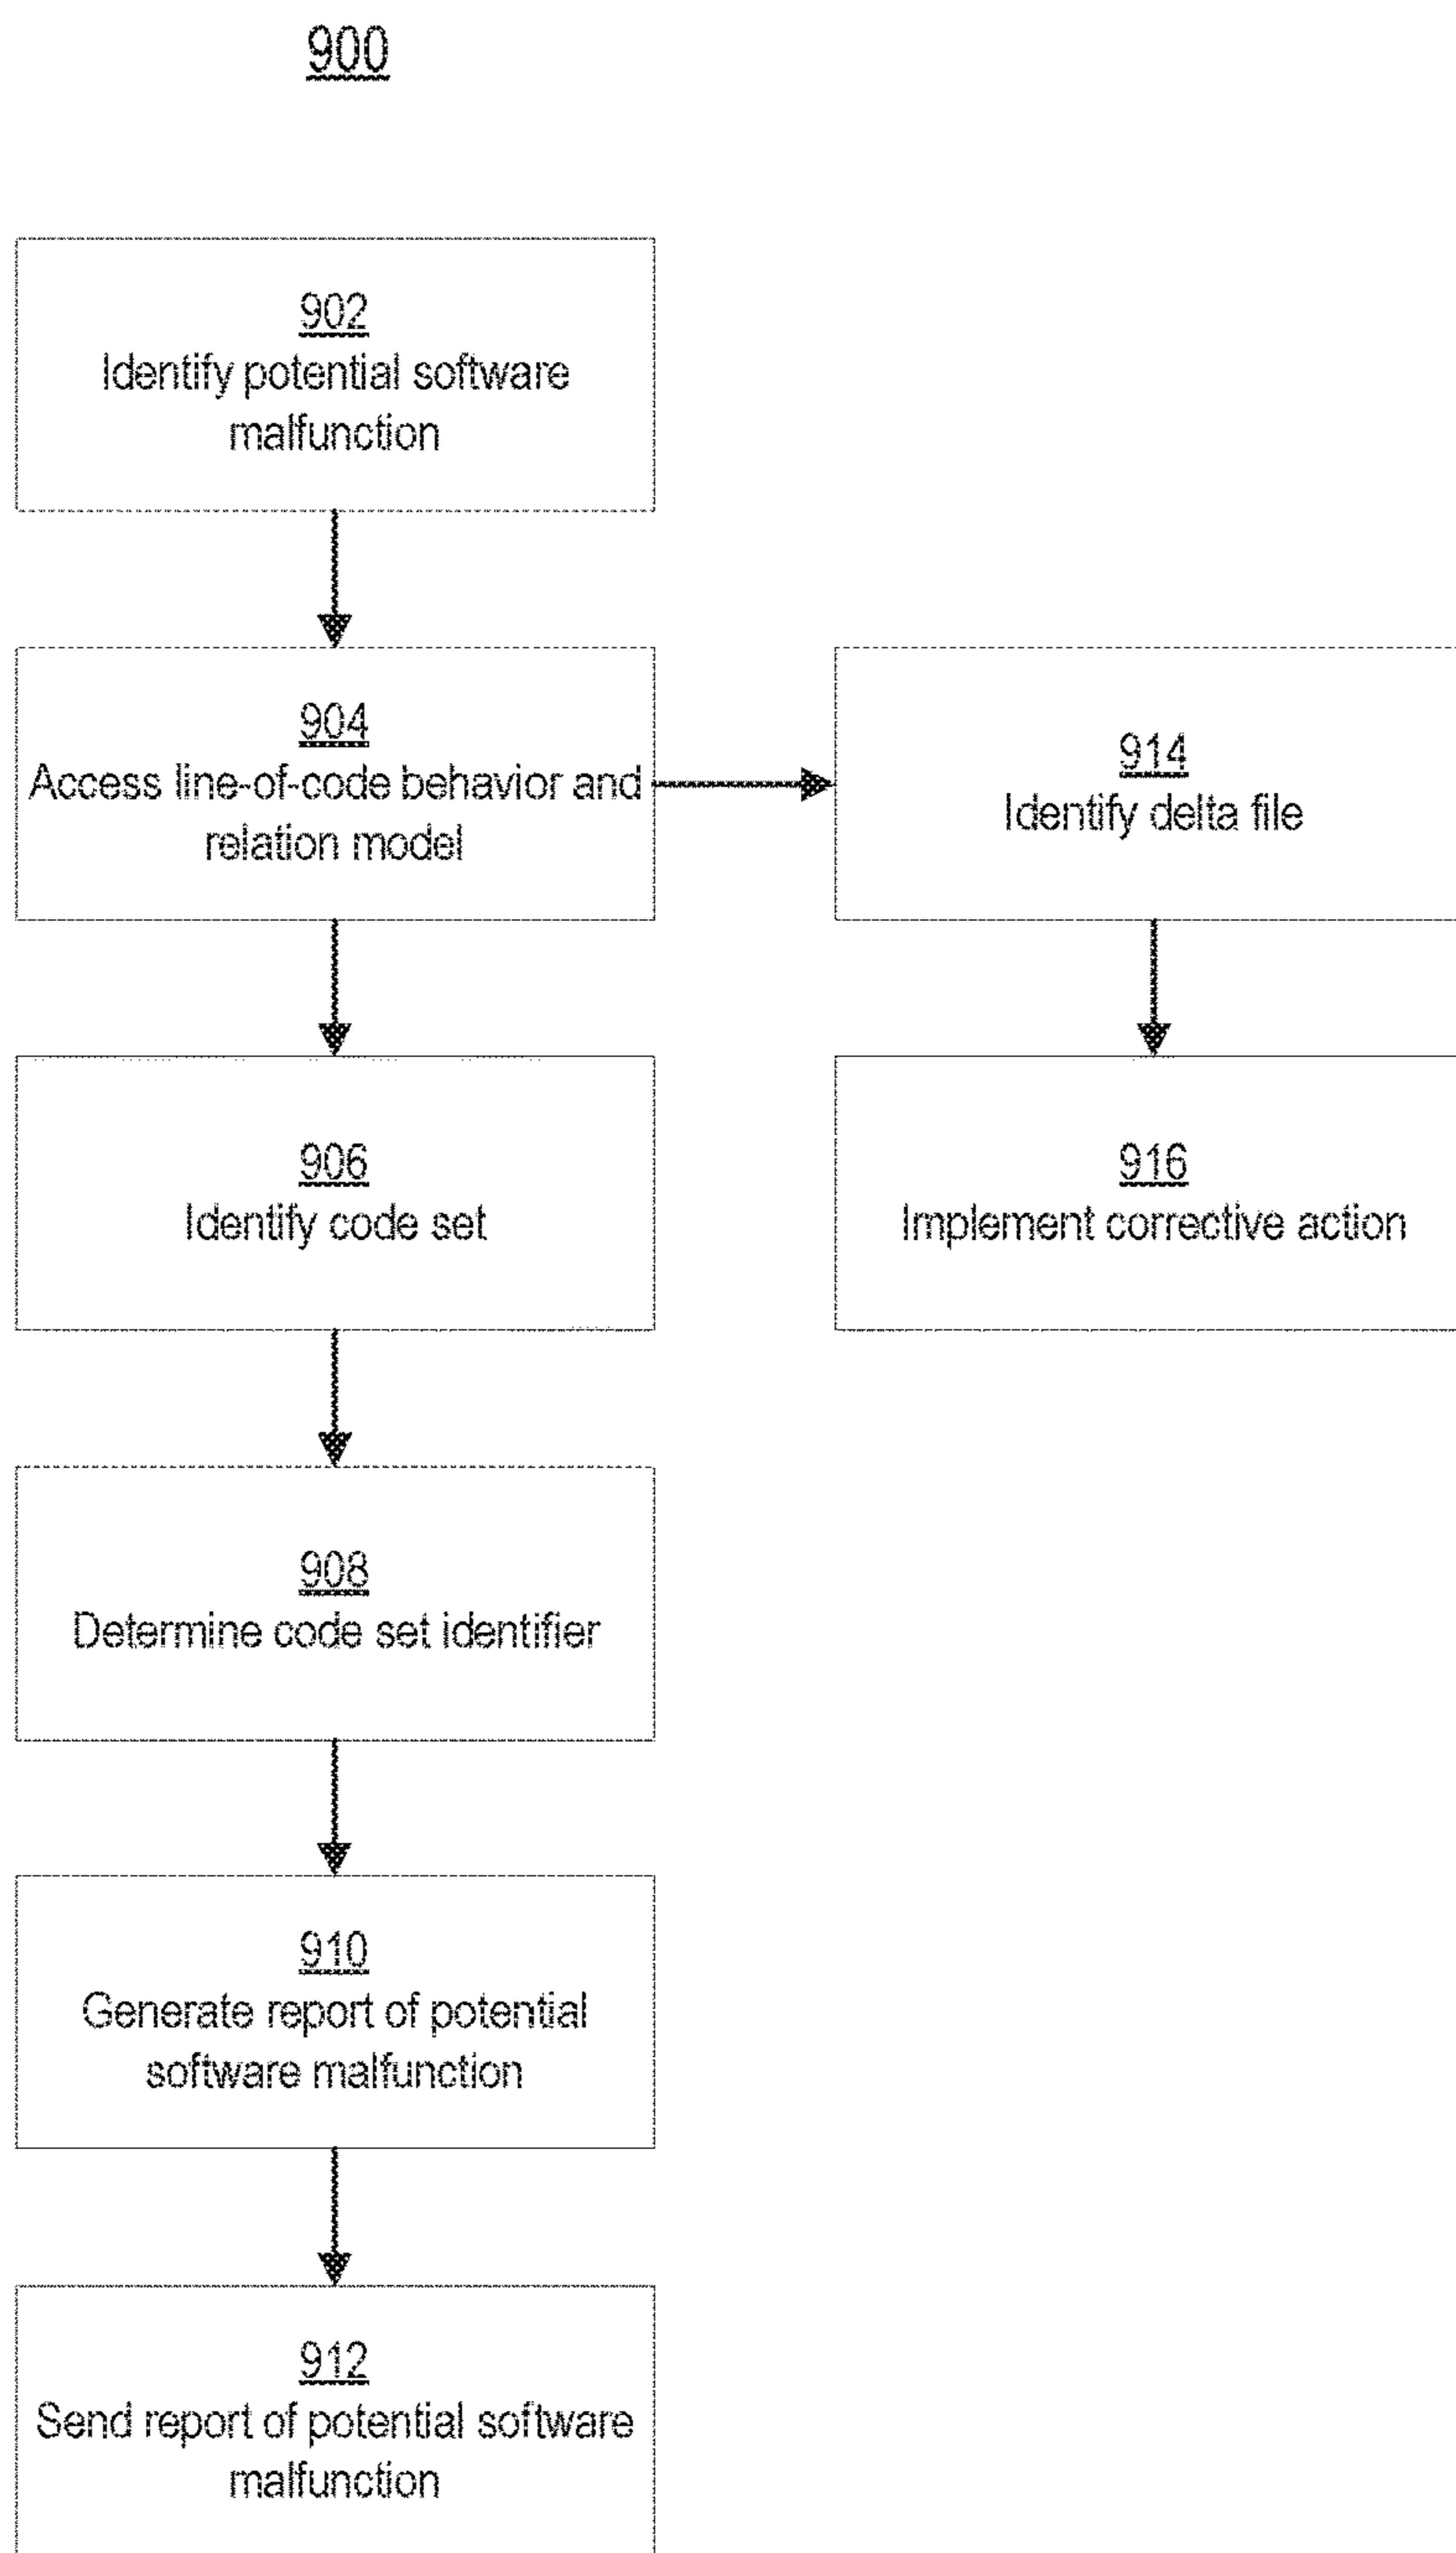 900
902
Identify potential software
malfunction
904
Access line-of-code behavior and
relation model
914
Identify delta file
906
Identify code set
916
Implement corrective action
908
Determine code set identifier
910
Generate report of potential
software malfunction
912
Send report of potential software
malfunction